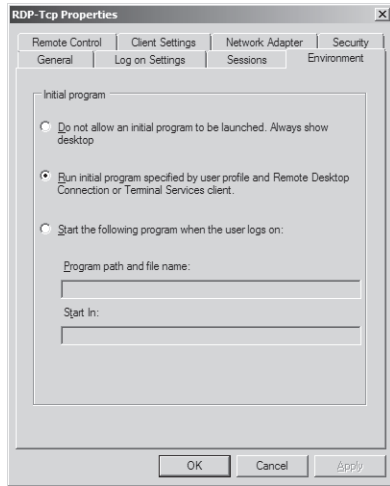 RDP-Tcp Properties
Remote Control
Client Settings
Network Adapter
Security
General
Log on Settings
Sessions
Environment
Initial program
Do not allow an initial program to be launched. Always show
desktop
Run initial program specified by user profile and Remote Desktop
Connection or Terminal Services client.
Start the following program when the user logs on:
Program path and file name:
Start In:
OK
Cancel
Apply